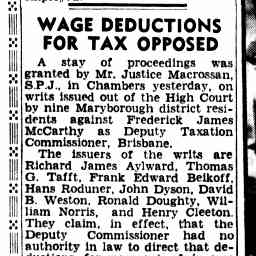 WAGE DEDUCTIONS
FOR TAX OPPOSED
A stay of proceedings was
granted by Mr. Justice Macrossan,
S.P.J., in Chambers yesterday, on
writs issued out of the High Court
by nine Maryborough district resi-
dents against Frederick James
McCarthy as Deputy Taxation
Commissioner, Brisbane.
The issuers of the writs are
Richard James Aylward, Thomas
G. Tafft, Frank Edward Belkoff,
Hans Roduner, John Dyson, David
B. Weston, Ronald Doughty, Wil-
liam Norris, and Henry Cleeton.
They claim, in effect, that the
Deputy Commissioner had no
authority in law to direct that de-